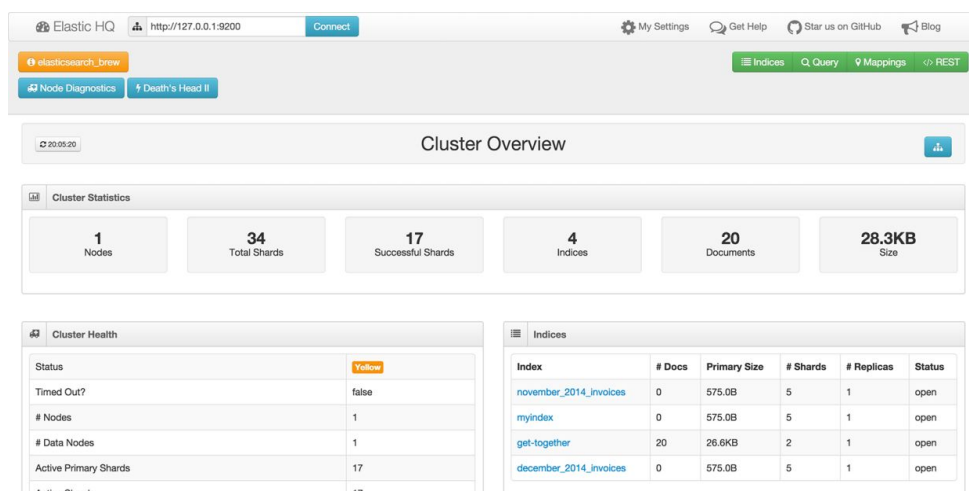 Elastic HQ http://127.0.0.1:9200 Connect My Settings Get Help Star us on GitHub Blog
elasticsearch_brew Indices Query Mappings REST
Node Diagnostics Death's Head II
20:05:20 Cluster Overview
Cluster Statistics
1 34 17 4 20 28.3KB
Nodes Total Shards Successful Shards Indices Documents Size
Cluster Health Indices
Status Yellow Index # Docs Primary Size # Shards # Replicas Status
Timed Out? false november_2014_invoices 0 575.0B 5 1 open
# Nodes 1 myindex 0 575.0B 5 1 open
# Data Nodes 1 get-together 20 26.6KB 2 1 open
Active Primary Shards 17 december_2014_invoices 0 575.0B 5 1 open